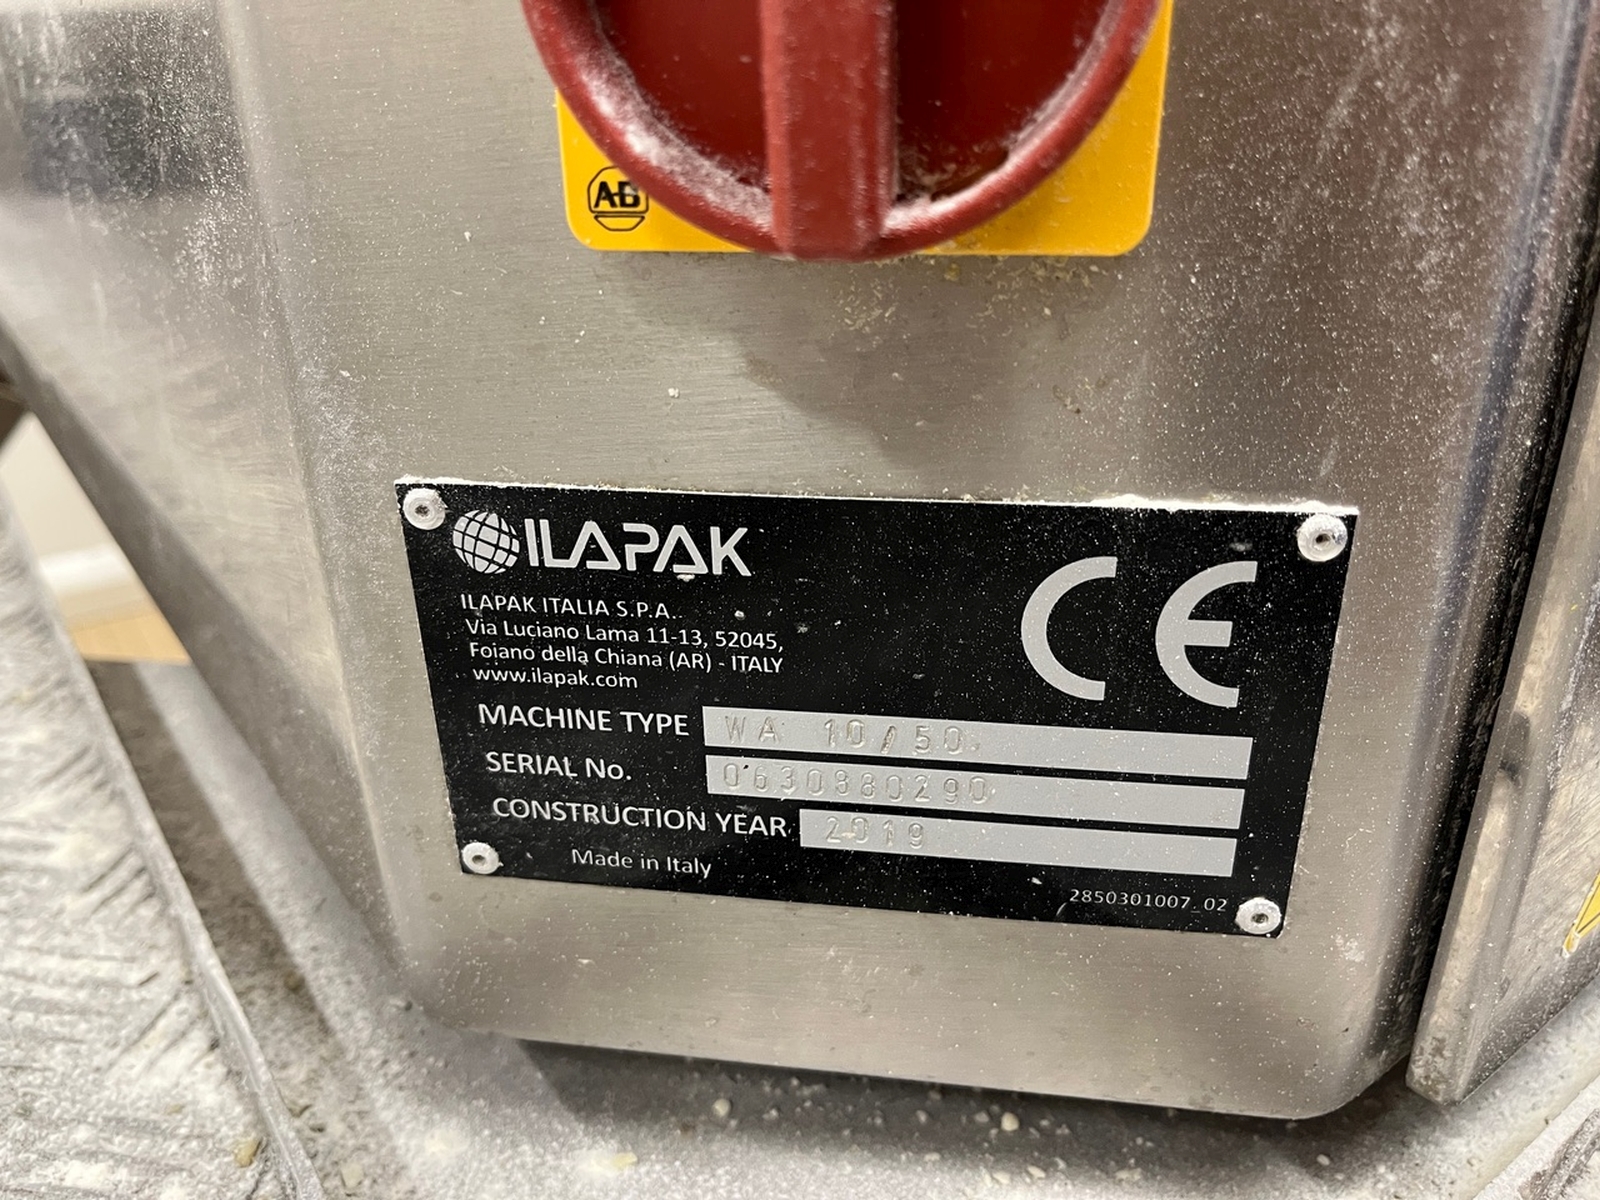 AB
ILAPAK
ILAPAK ITALIA S.P.A.
Via Luciano Lama 11-13, 52045,
Foiano della Chiana (AR) - ITALY
www.ilapak.com
CE
MACHINE TYPE WA 10/50
SERIAL No. 0630880290
CONSTRUCTION YEAR 2019
Made in Italy
2850301007_02